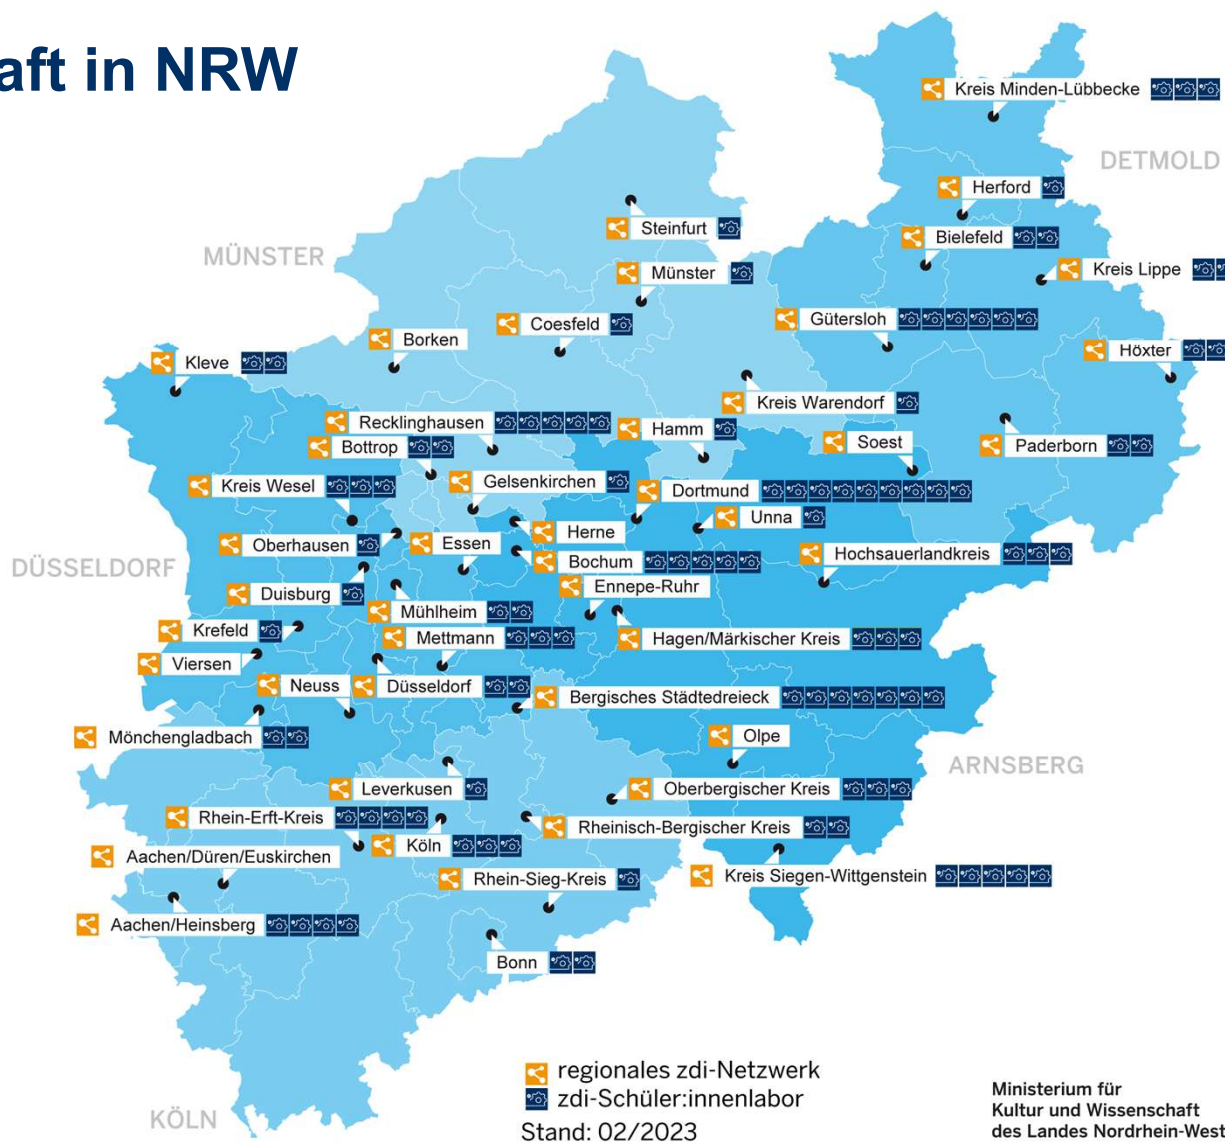 aft in NRW
Kreis Minden-Lübbecke
DETMOLD
Herford
Steinfurt
Bielefeld
MÜNSTER
Münster
Kreis Lippe
Coesfeld
Gütersloh
Borken
Höxter
Kleve
Kreis Warendorf
Recklinghausen
Hamm
Soest
Bottrop
Paderborn
Kreis Wesel
Gelsenkirchen
Dortmund
Unna
Herne
Oberhausen
Essen
Hochsauerlandkreis
Bochum
DÜSSELDORF
Ennepe-Ruhr
Duisburg
Mühlheim
Krefeld
Mettmann
Hagen/Märkischer Kreis
Viersen
Neuss
Düsseldorf
Bergisches Städtedreieck
Mönchengladbach
Olpe
ARNSBERG
Leverkusen
Oberbergischer Kreis
Rhein-Erft-Kreis
Rheinisch-Bergischer Kreis
Köln
Aachen/Düren/Euskirchen
Rhein-Sieg-Kreis
Kreis Siegen-Wittgenstein
Aachen/Heinsberg
Bonn
regionales zdi-Netzwerk
zdi-Schüler:innenlabor
Stand: 02/2023
KÖLN
Ministerium für
Kultur und Wissenschaft
des Landes Nordrhein-West